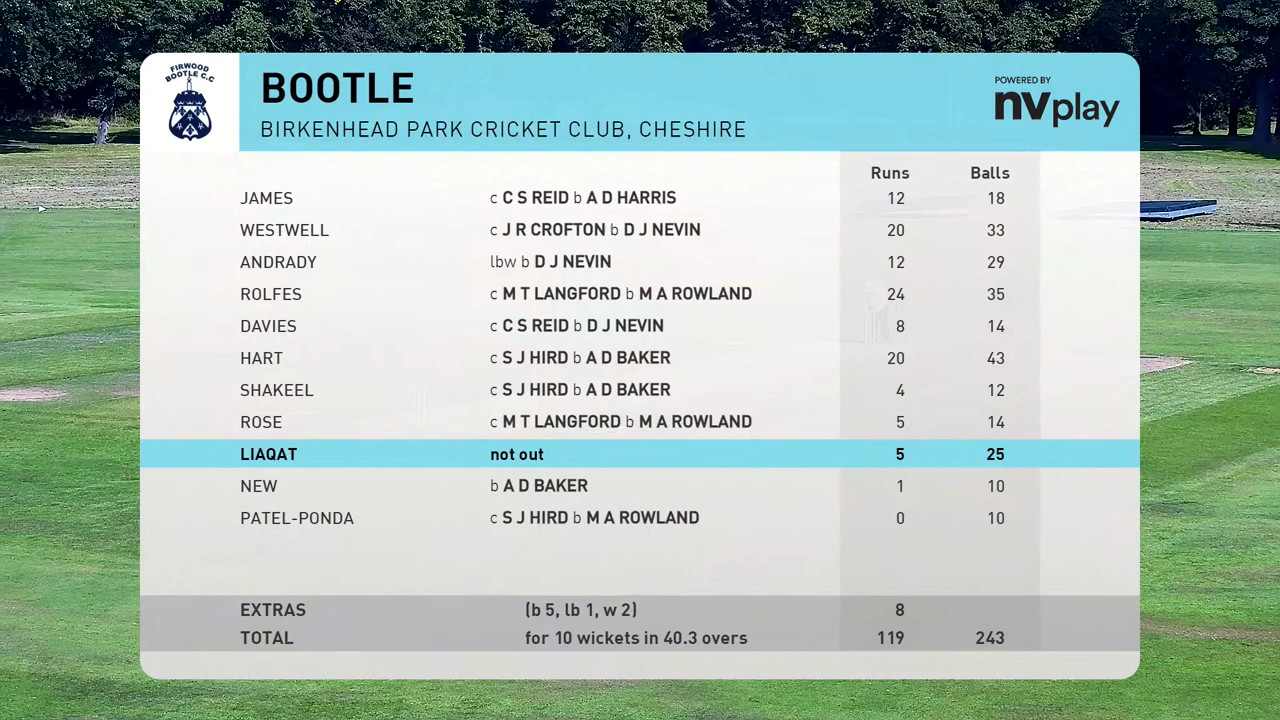 FIRWOOD
BOOTLE C.C
BOOTLE
BIRKENHEAD PARK CRICKET CLUB, CHESHIRE
POWERED BY
nvplay
Runs Balls
JAMES c C S REID b A D HARRIS 12 18
WESTWELL c J R CROFTON b D J NEVIN 20 33
ANDRADY lbw b D J NEVIN 12 29
ROLFES c M T LANGFORD b M A ROWLAND 24 35
DAVIES c C S REID b D J NEVIN 8 14
HART c S J HIRD b A D BAKER 20 43
SHAKEEL c S J HIRD b A D BAKER 4 12
ROSE c M T LANGFORD b M A ROWLAND 5 14
LIAQAT not out 5 25
NEW b A D BAKER 1 10
PATEL-PONDA c S J HIRD b M A ROWLAND 0 10
EXTRAS (b 5, lb 1, w 2) 8
TOTAL for 10 wickets in 40.3 overs 119 243